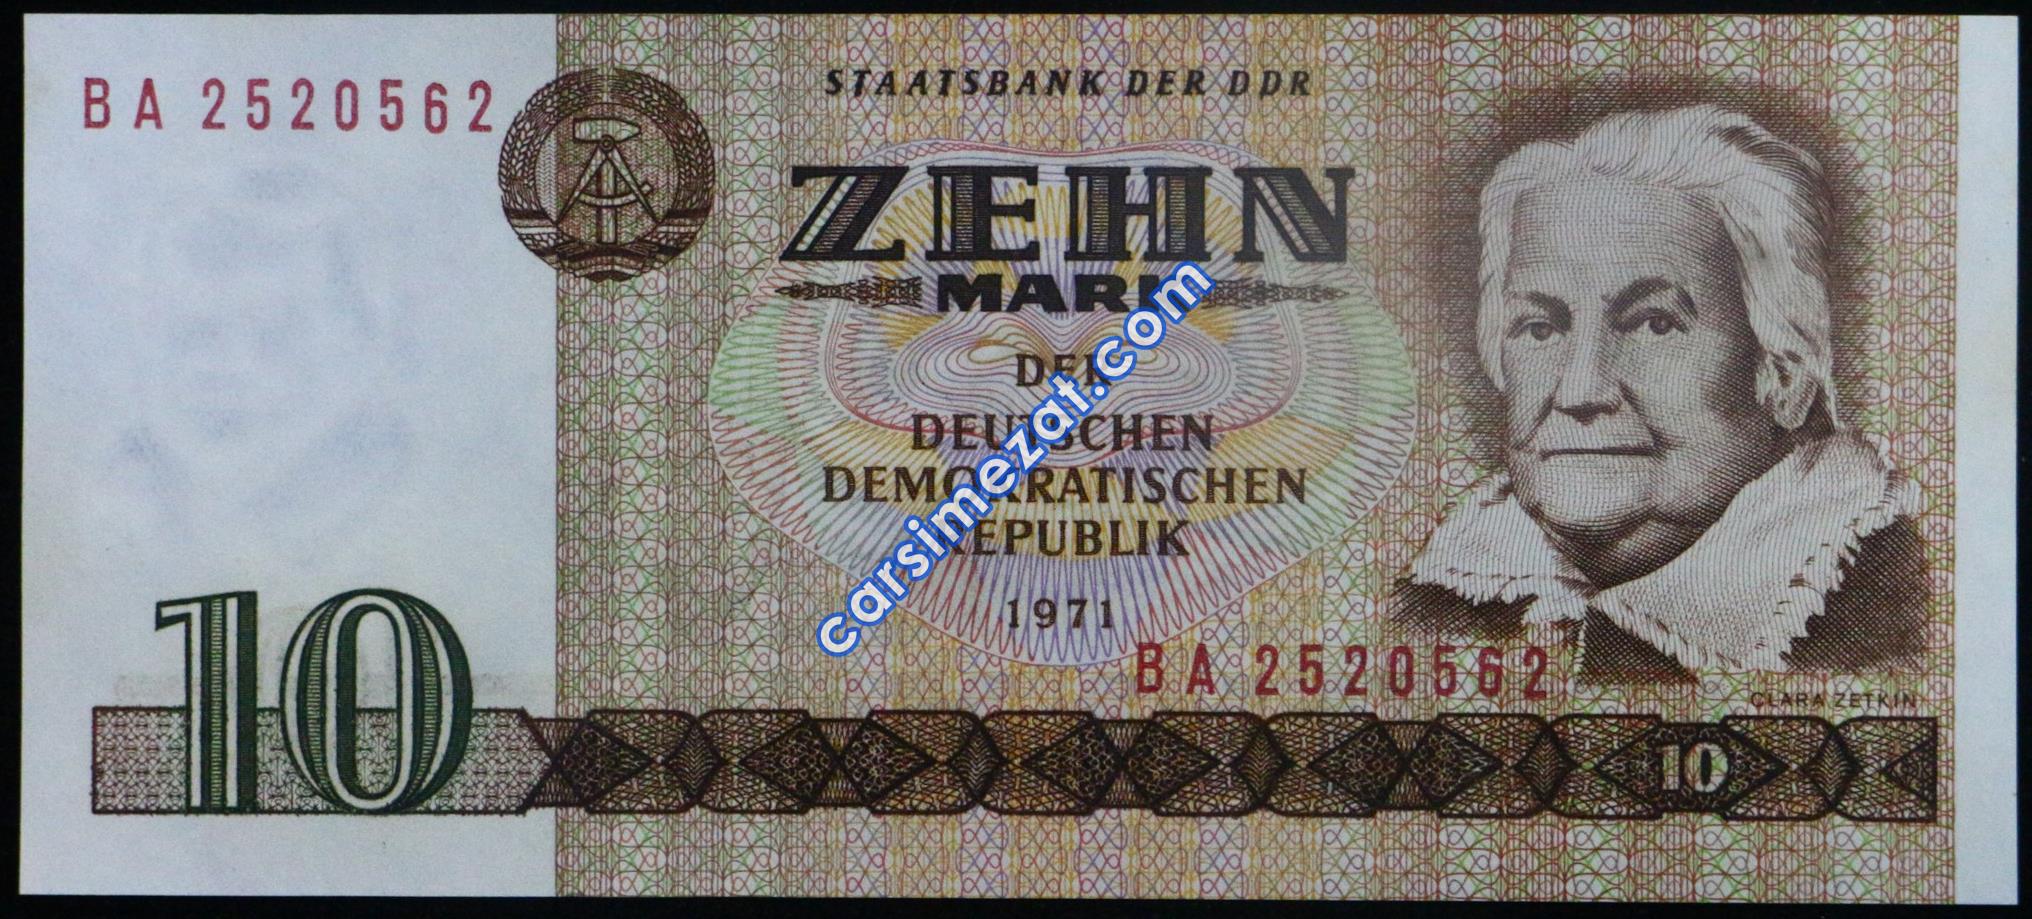 BA 2520562
STAATSBANK DER DDR
ZEHN
MARK
DER
DEUTSCHEN
DEMOKRATISCHEN
REPUBLIK
1971
carsimezat.com
BA 2520562
CLARA ZETKIN
10
10